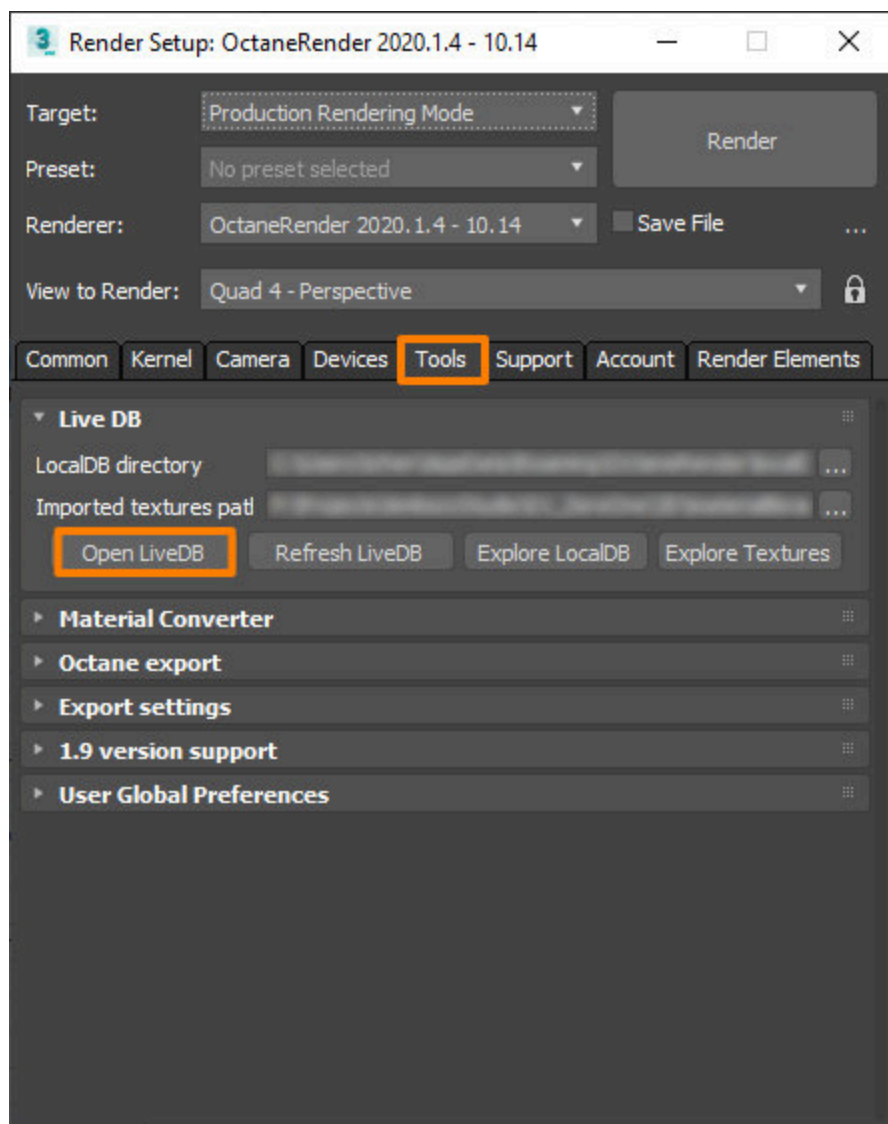 Render Setup: OctaneRender 2020.1.4 - 10.14
Target: Production Rendering Mode
Render
Preset: No preset selected
Renderer: OctaneRender 2020.1.4 - 10.14 Save File ...
View to Render: Quad 4 - Perspective
Common Kernel Camera Devices Tools Support Account Render Elements
Live DB
LocalDB directory ...
Imported textures patl ...
Open LiveDB Refresh LiveDB Explore LocalDB Explore Textures
Material Converter
Octane export
Export settings
1.9 version support
User Global Preferences